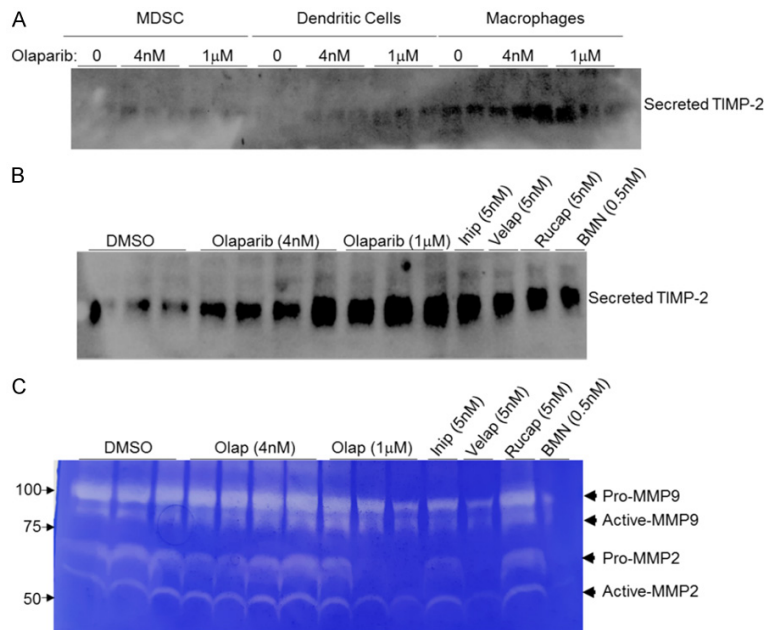 A
MDSC Dendritic Cells Macrophages
Olaparib: 0 4nM 1μM 0 4nM 1μM 0 4nM 1μM
Secreted TIMP-2
B
DMSO Olaparib (4nM) Olaparib (1μM) Inip (5nM) Velap (5nM) Rucap (5nM) BMN (0.5nM)
Secreted TIMP-2
C
DMSO Olap (4nM) Olap (1μM) Inip (5nM) Velap (5nM) Rucap (5nM) BMN (0.5nM)
100 Pro-MMP9
75 Active-MMP9
Pro-MMP2
50 Active-MMP2